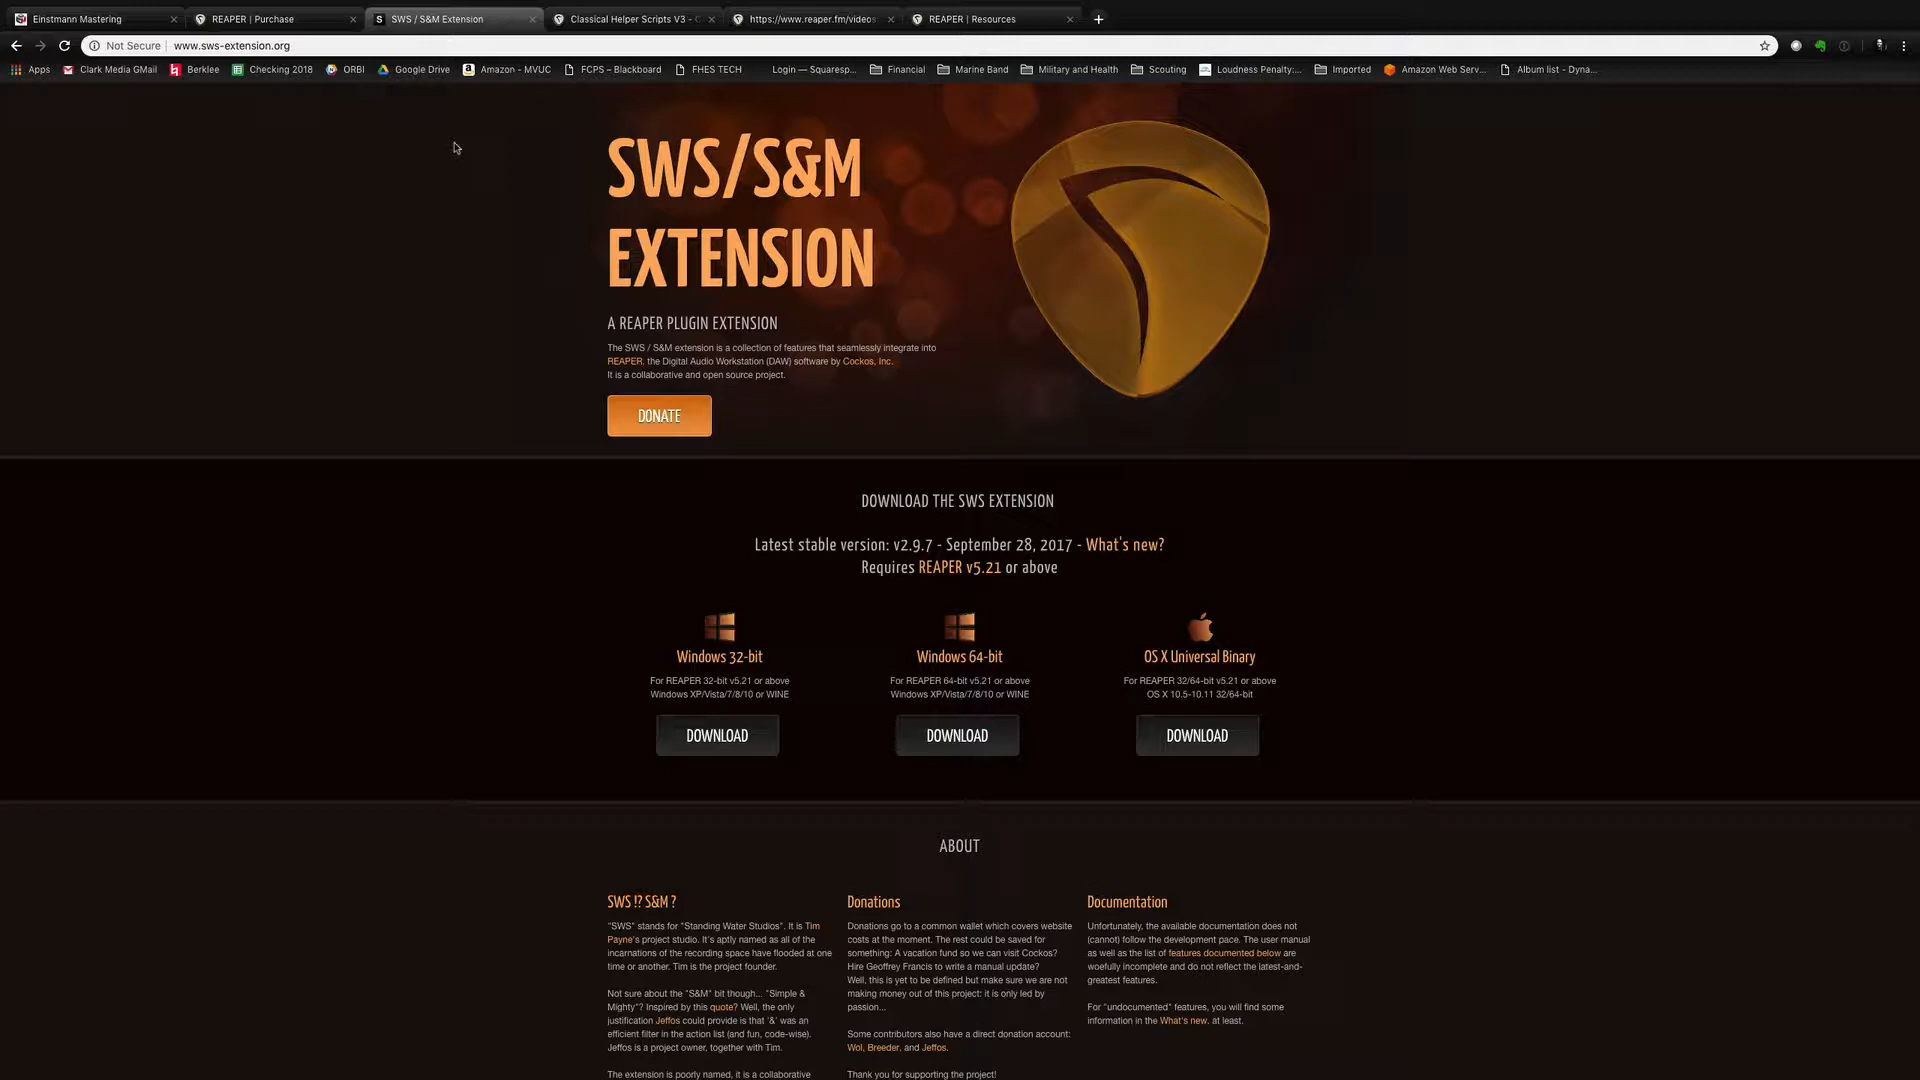 Einstmann Mastering
REAPER | Purchase
SWS / S&M Extension
Classical Helper Scripts V3 - C
https://www.reaper.fm/videos
REAPER | Resources
Not Secure | www.sws-extension.org
Apps
Clark Media GMail
Berklee
Checking 2018
ORBI
Google Drive
Amazon - MVUC
FCPS – Blackboard
FHES TECH
Login — Squaresp...
Financial
Marine Band
Military and Health
Scouting
Loudness Penalty:...
Imported
Amazon Web Serv...
Album list - Dyna...
SWS/S&M
EXTENSION
A REAPER PLUGIN EXTENSION
The SWS / S&M extension is a collection of features that seamlessly integrate into
REAPER, the Digital Audio Workstation (DAW) software by Cockos, Inc.
It is a collaborative and open source project.
DONATE
DOWNLOAD THE SWS EXTENSION
Latest stable version: v2.9.7 - September 28, 2017 - What's new?
Requires REAPER v5.21 or above
Windows 32-bit
For REAPER 32-bit v5.21 or above
Windows XP/Vista/7/8/10 or WINE
DOWNLOAD
Windows 64-bit
For REAPER 64-bit v5.21 or above
Windows XP/Vista/7/8/10 or WINE
DOWNLOAD
OS X Universal Binary
For REAPER 32/64-bit v5.21 or above
OS X 10.5-10.11 32/64-bit
DOWNLOAD
ABOUT
SWS !? S&M ?
"SWS" stands for "Standing Water Studios". It is Tim
Payne's project studio. It's aptly named as all of the
incarnations of the recording space have flooded at one
time or another. Tim is the project founder.
Not sure about the "S&M" bit though... "Simple &
Mighty"? Inspired by this quote? Well, the only
justification Jeffos could provide is that '&' was an
efficient filter in the action list (and fun, code-wise).
Jeffos is a project owner, together with Tim.
The extension is poorly named, it is a collaborative
Donations
Donations go to a common wallet which covers website
costs at the moment. The rest could be saved for
something: A vacation fund so we can visit Cockos?
Hire Geoffrey Francis to write a manual update?
Well, this is yet to be defined but make sure we are not
making money out of this project: it is only led by
passion...
Some contributors also have a direct donation account:
Wol, Breeder, and Jeffos.
Thank you for supporting the project!
Documentation
Unfortunately, the available documentation does not
(cannot) follow the development pace. The user manual
as well as the list of features documented below are
woefully incomplete and do not reflect the latest-and-
greatest features.
For "undocumented" features, you will find some
information in the What's new. at least.